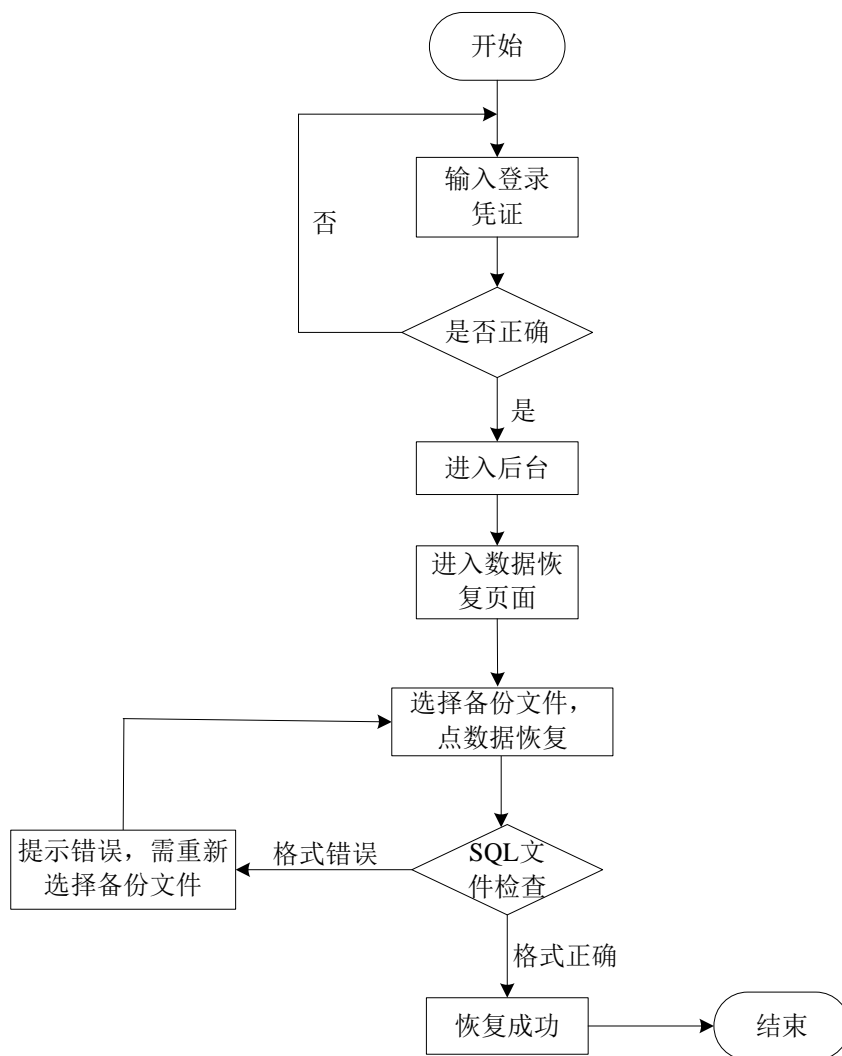 开始
输入登录
凭证
否
是否正确
是
进入后台
进入数据恢
复页面
选择备份文件，
点数据恢复
提示错误，需重新
选择备份文件
格式错误
SQL文
件检查
格式正确
恢复成功
结束